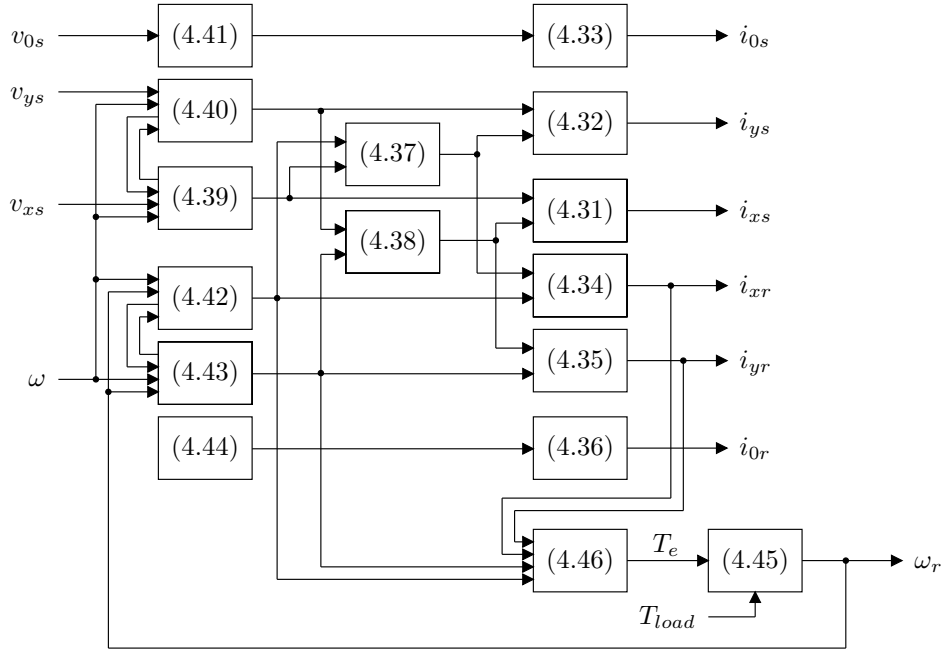 v0s (4.41) (4.33) i0s
vys (4.40) (4.32) iys
(4.37)
vxs (4.39) (4.31) ixs
(4.38)
(4.42) (4.34) ixr
ω (4.43) (4.35) iyr
(4.44) (4.36) i0r
(4.46) Te (4.45) ωr
Tload